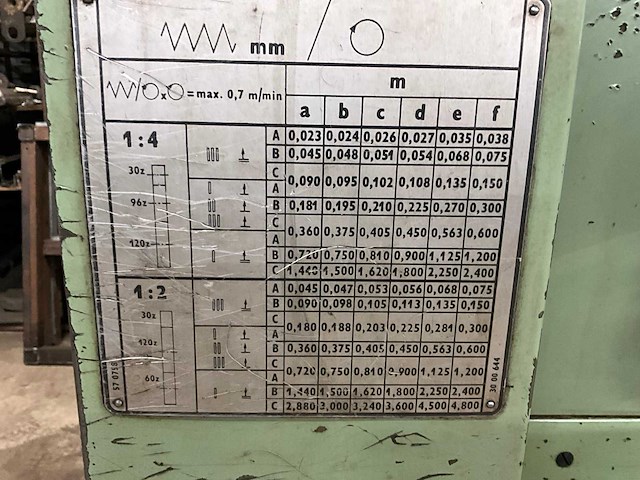 mm
= max. 0,7 m/min
m
a b c d e f
1:4
A 0,023 0,024 0,026 0,027 0,035 0,038
B 0,045 0,048 0,051 0,054 0,068 0,075
C
A 0,090 0,095 0,102 0,108 0,135 0,150
30z
B 0,181 0,195 0,210 0,225 0,270 0,300
96z
C
A 0,360 0,375 0,405 0,450 0,563 0,600
120z
B 0,720 0,750 0,810 0,900 1,125 1,200
C 1,440 1,500 1,620 1,800 2,250 2,400
1:2
A 0,045 0,047 0,053 0,056 0,068 0,075
B 0,090 0,098 0,105 0,113 0,135 0,150
30z
C
A 0,180 0,188 0,203 0,225 0,281 0,300
120z
B 0,360 0,375 0,405 0,450 0,563 0,600
C
A 0,720 0,750 0,810 0,900 1,125 1,200
60z
B 1,440 1,500 1,620 1,800 2,250 2,400
C 2,880 3,000 3,240 3,600 4,500 4,800
30 00 644